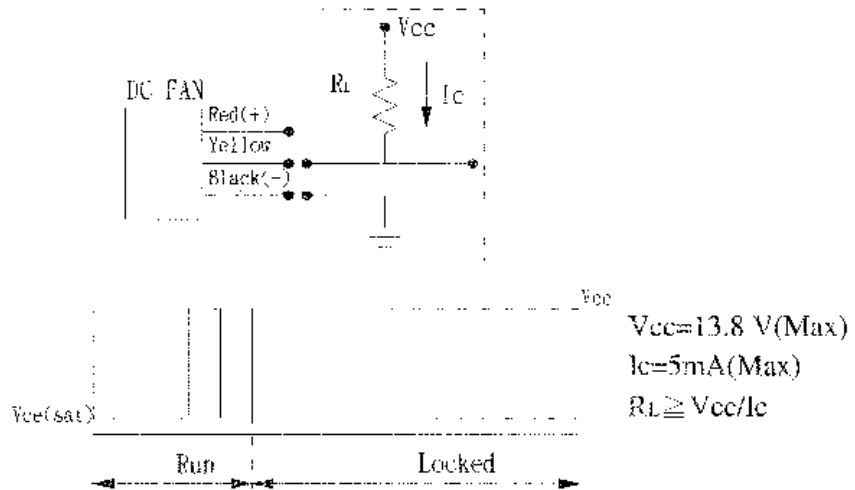 Vcc
RL
Ic
DC FAN
Red(+)
Yellow
Black(-)
Vcc
Vce(sat)
Run
Locked
Vcc=13.8 V(Max)
Ic=5mA(Max)
RL≧Vcc/Ic